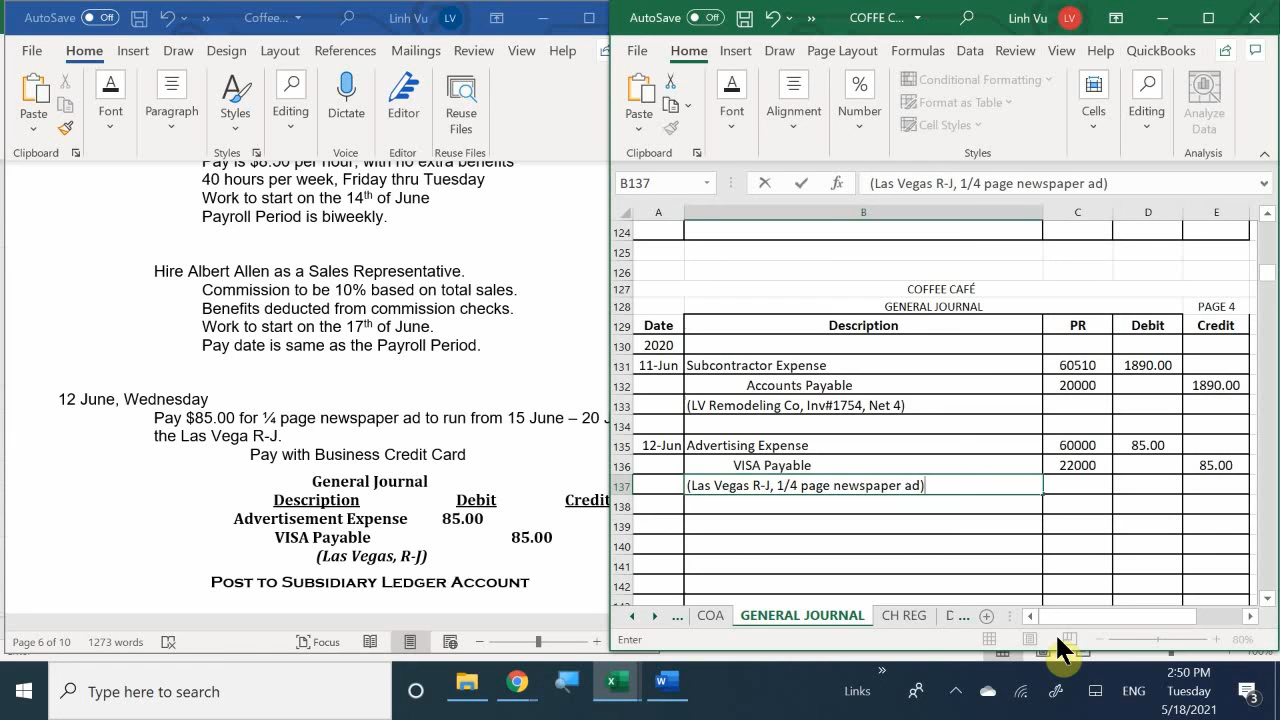 AutoSave Off Coffee... Linh Vu LV
File Home Insert Draw Design Layout References Mailings Review View Help
Paste Font Paragraph Styles Editing Dictate Editor Reuse Files
Clipboard Styles Voice Editor Reuse Files
Pay is $8.50 per hour, with no extra benefits
40 hours per week, Friday thru Tuesday
Work to start on the 14th of June
Payroll Period is biweekly.
Hire Albert Allen as a Sales Representative.
Commission to be 10% based on total sales.
Benefits deducted from commission checks.
Work to start on the 17th of June.
Pay date is same as the Payroll Period.
12 June, Wednesday
Pay $85.00 for ¼ page newspaper ad to run from 15 June – 20 J
the Las Vega R-J.
Pay with Business Credit Card
General Journal
Description Debit Credit
Advertisement Expense 85.00
VISA Payable 85.00
(Las Vegas, R-J)
Post to Subsidiary Ledger Account
Page 6 of 10 1273 words Focus
AutoSave Off COFFE C... Linh Vu LV
File Home Insert Draw Page Layout Formulas Data Review View Help QuickBooks
Paste Font Alignment Number Conditional Formatting Format as Table Cell Styles Cells Editing Analyze Data
Clipboard Styles Analysis
B137 fx (Las Vegas R-J, 1/4 page newspaper ad)
A B C D E
124
125
126
127 COFFEE CAFÉ
128 GENERAL JOURNAL PAGE 4
129 Date Description PR Debit Credit
130 2020
131 11-Jun Subcontractor Expense 60510 1890.00
132 Accounts Payable 20000 1890.00
133 (LV Remodeling Co, Inv#1754, Net 4)
134
135 12-Jun Advertising Expense 60000 85.00
136 VISA Payable 22000 85.00
137 (Las Vegas R-J, 1/4 page newspaper ad)
138
139
140
141
142
... COA GENERAL JOURNAL CH REG D ...
Enter 80%
Type here to search Links ENG 2:50 PM
Tuesday
5/18/2021
3